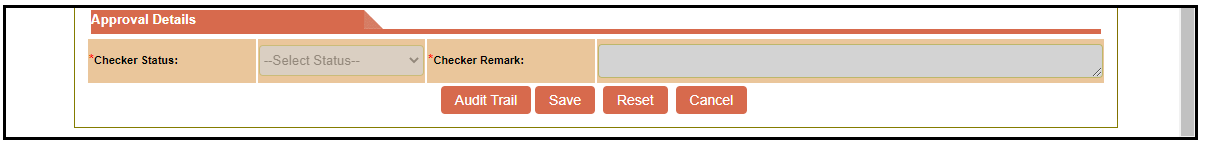 Approval Details
*Checker Status: --Select Status-- *Checker Remark:
Audit Trail Save Reset Cancel